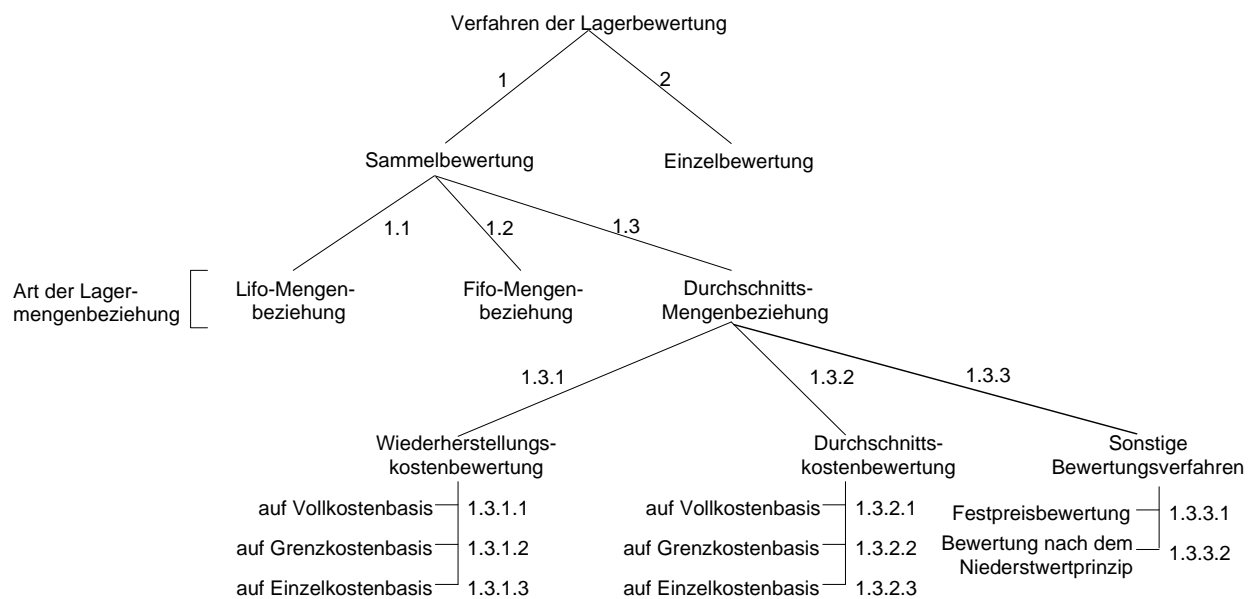 Verfahren der Lagerbewertung
1
2
Sammelbewertung
Einzelbewertung
1.1
1.2
1.3
Art der Lager-
mengenbeziehung
Lifo-Mengen-
beziehung
Fifo-Mengen-
beziehung
Durchschnitts-
Mengenbeziehung
1.3.1
1.3.2
1.3.3
Wiederherstellungs-
kostenbewertung
auf Vollkostenbasis 1.3.1.1
auf Grenzkostenbasis 1.3.1.2
auf Einzelkostenbasis 1.3.1.3
Durchschnitts-
kostenbewertung
auf Vollkostenbasis 1.3.2.1
auf Grenzkostenbasis 1.3.2.2
auf Einzelkostenbasis 1.3.2.3
Sonstige
Bewertungsverfahren
Festpreisbewertung 1.3.3.1
Bewertung nach dem
Niederstwertprinzip 1.3.3.2